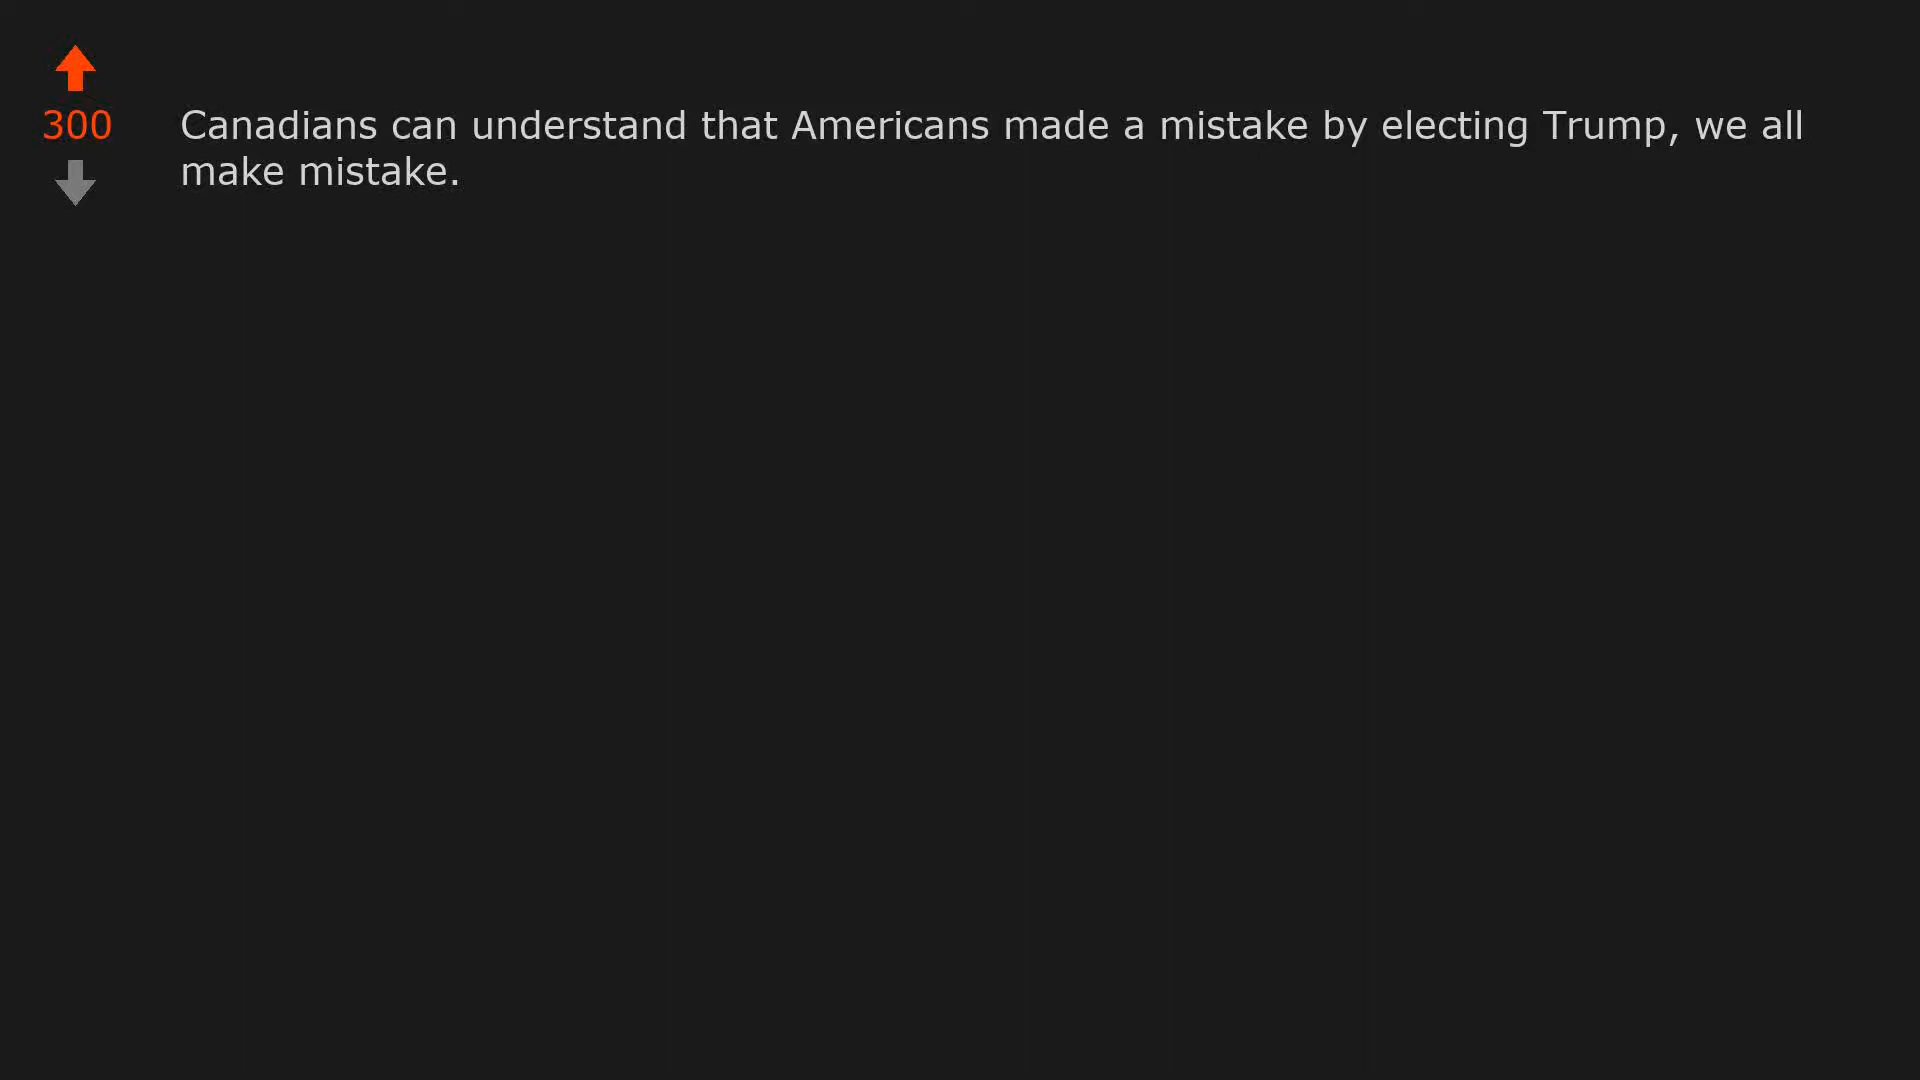 300
Canadians can understand that Americans made a mistake by electing Trump, we all
make mistake.